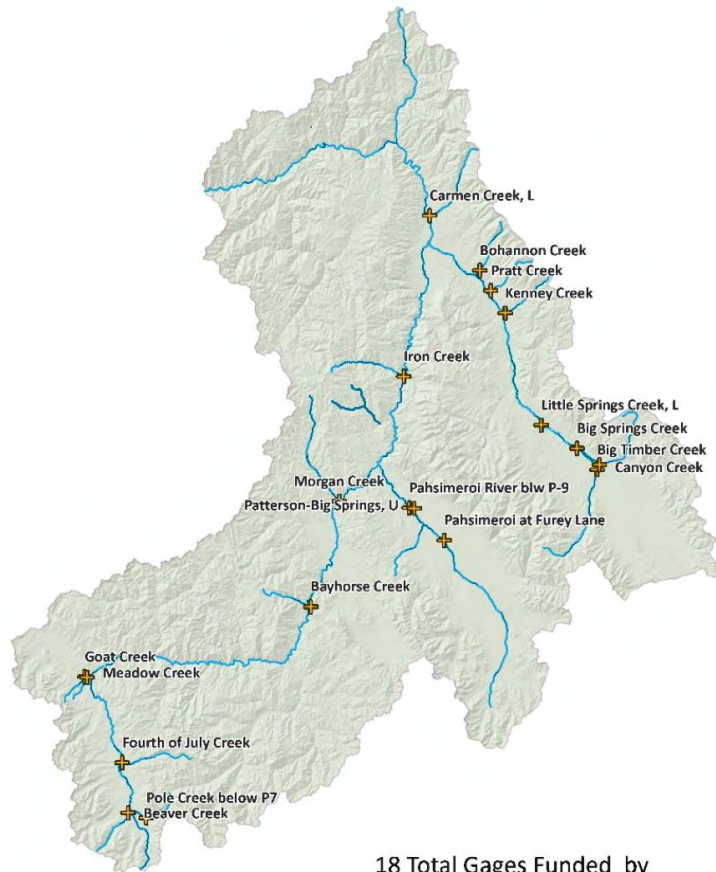 Carmen Creek, L
Bohannon Creek
Pratt Creek
Kenney Creek
Iron Creek
Little Springs Creek, L
Big Springs Creek
Big Timber Creek
Canyon Creek
Morgan Creek
Pahsimeroi River blw P-9
Patterson-Big Springs, U
Pahsimeroi at Furey Lane
Bayhorse Creek
Goat Creek
Meadow Creek
Fourth of July Creek
Pole Creek below P7
Beaver Creek
18 Total Gages Funded by